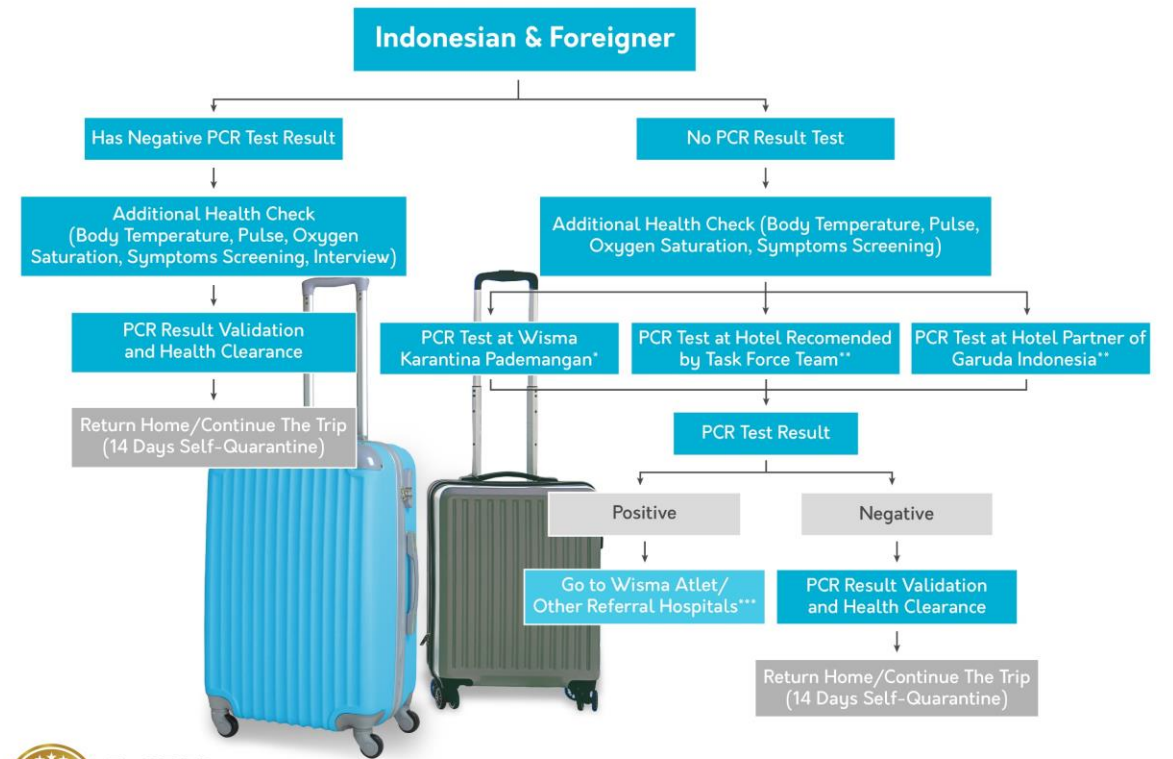 Indonesian & Foreigner
Has Negative PCR Test Result
No PCR Result Test
Additional Health Check
(Body Temperature, Pulse, Oxygen
Saturation, Symptoms Screening, Interview)
Additional Health Check (Body Temperature, Pulse,
Oxygen Saturation, Symptoms Screening)
PCR Result Validation
and Health Clearance
PCR Test at Wisma
Karantina Pademangan*
PCR Test at Hotel Recomended
by Task Force Team**
PCR Test at Hotel Partner of
Garuda Indonesia**
Return Home/Continue The Trip
(14 Days Self-Quarantine)
PCR Test Result
Positive
Negative
Go to Wisma Atlet/
Other Referral Hospitals***
PCR Result Validation
and Health Clearance
Return Home/Continue The Trip
(14 Days Self-Quarantine)